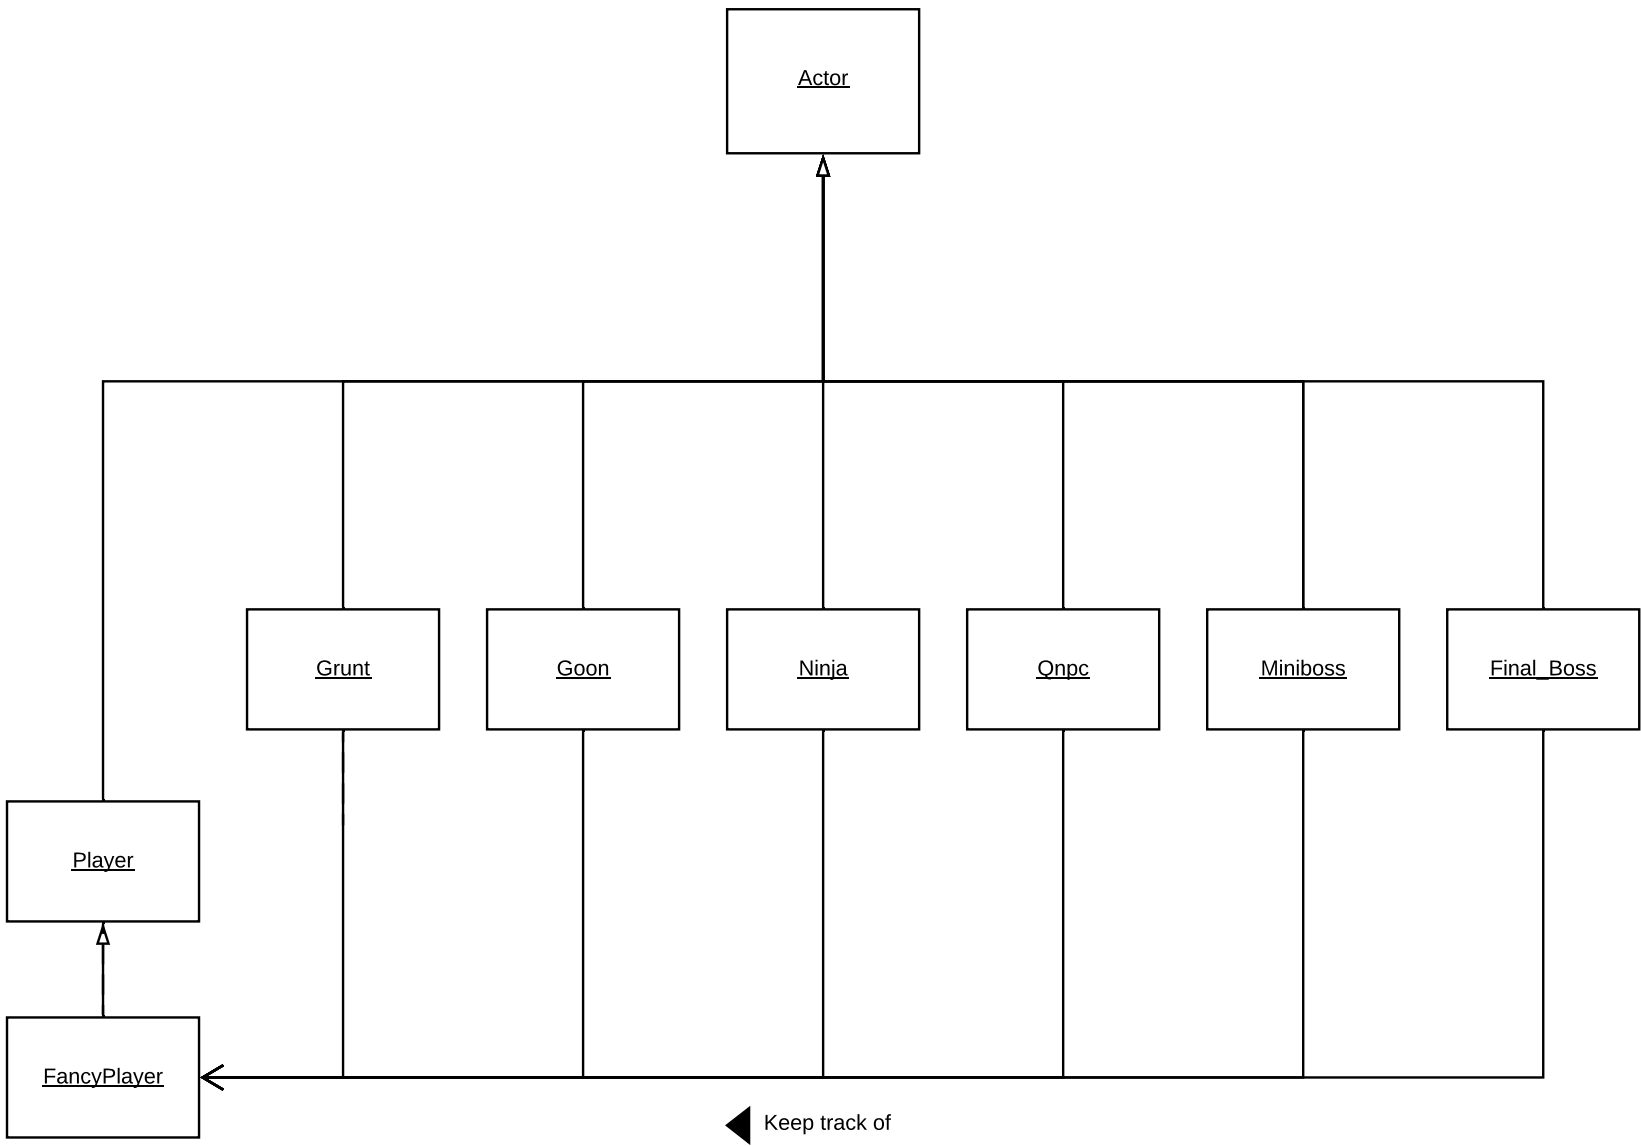 Actor
Grunt
Goon
Ninja
Qnpc
Miniboss
Final_Boss
Player
FancyPlayer
Keep track of